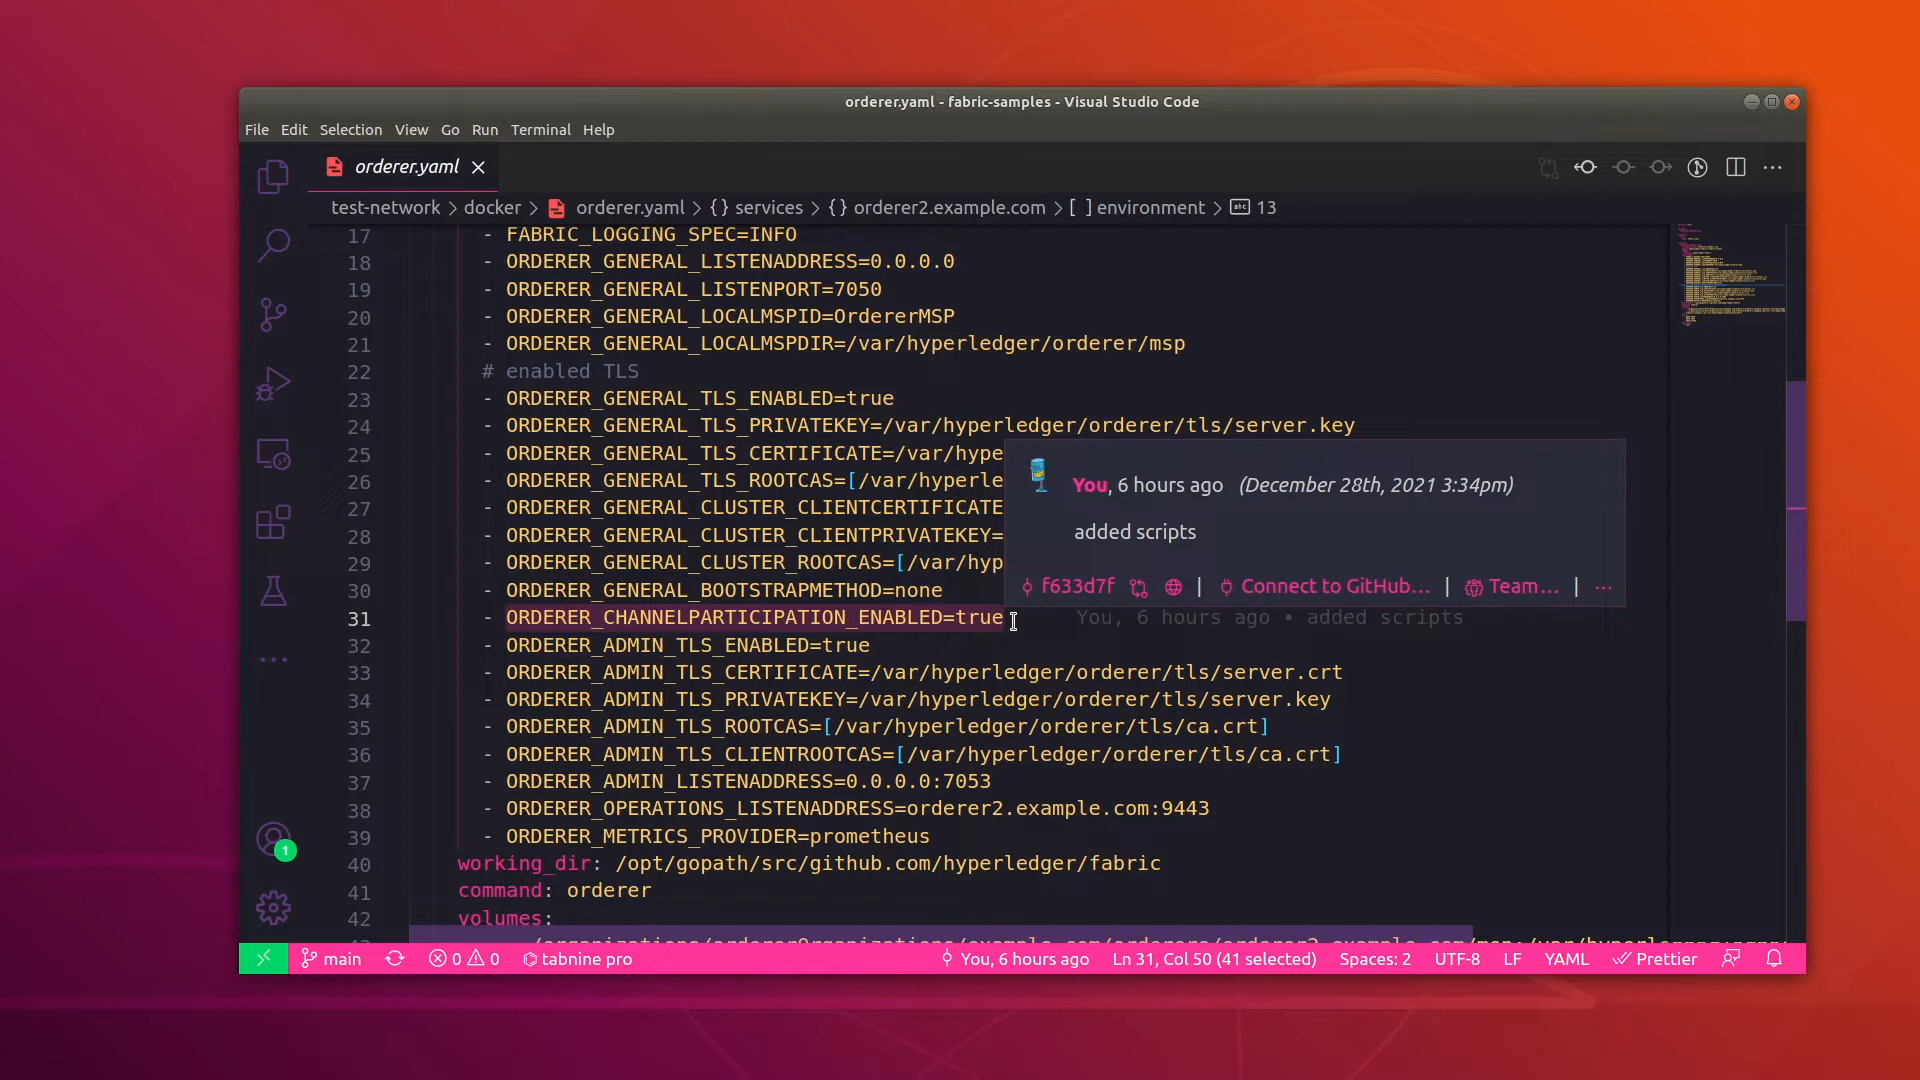 orderer.yaml - fabric-samples - Visual Studio Code
File Edit Selection View Go Run Terminal Help
orderer.yaml
test-network > docker > orderer.yaml > {} services > {} orderer2.example.com > [ ] environment > abc 13
17 - FABRIC_LOGGING_SPEC=INFO
18 - ORDERER_GENERAL_LISTENADDRESS=0.0.0.0
19 - ORDERER_GENERAL_LISTENPORT=7050
20 - ORDERER_GENERAL_LOCALMSPID=OrdererMSP
21 - ORDERER_GENERAL_LOCALMSPDIR=/var/hyperledger/orderer/msp
22 # enabled TLS
23 - ORDERER_GENERAL_TLS_ENABLED=true
24 - ORDERER_GENERAL_TLS_PRIVATEKEY=/var/hyperledger/orderer/tls/server.key
25 - ORDERER_GENERAL_TLS_CERTIFICATE=/var/hype
26 - ORDERER_GENERAL_TLS_ROOTCAS=[/var/hyperle
27 - ORDERER_GENERAL_CLUSTER_CLIENTCERTIFICATE
28 - ORDERER_GENERAL_CLUSTER_CLIENTPRIVATEKEY=
29 - ORDERER_GENERAL_CLUSTER_ROOTCAS=[/var/hyp
30 - ORDERER_GENERAL_BOOTSTRAPMETHOD=none
You, 6 hours ago (December 28th, 2021 3:34pm)
added scripts
f633d7f | Connect to GitHub... | Team... | ...
31 - ORDERER_CHANNELPARTICIPATION_ENABLED=true You, 6 hours ago • added scripts
32 - ORDERER_ADMIN_TLS_ENABLED=true
33 - ORDERER_ADMIN_TLS_CERTIFICATE=/var/hyperledger/orderer/tls/server.crt
34 - ORDERER_ADMIN_TLS_PRIVATEKEY=/var/hyperledger/orderer/tls/server.key
35 - ORDERER_ADMIN_TLS_ROOTCAS=[/var/hyperledger/orderer/tls/ca.crt]
36 - ORDERER_ADMIN_TLS_CLIENTROOTCAS=[/var/hyperledger/orderer/tls/ca.crt]
37 - ORDERER_ADMIN_LISTENADDRESS=0.0.0.0:7053
38 - ORDERER_OPERATIONS_LISTENADDRESS=orderer2.example.com:9443
39 - ORDERER_METRICS_PROVIDER=prometheus
40 working_dir: /opt/gopath/src/github.com/hyperledger/fabric
41 command: orderer
42 volumes:
1
main 0 0 tabnine pro You, 6 hours ago Ln 31, Col 50 (41 selected) Spaces: 2 UTF-8 LF YAML Prettier